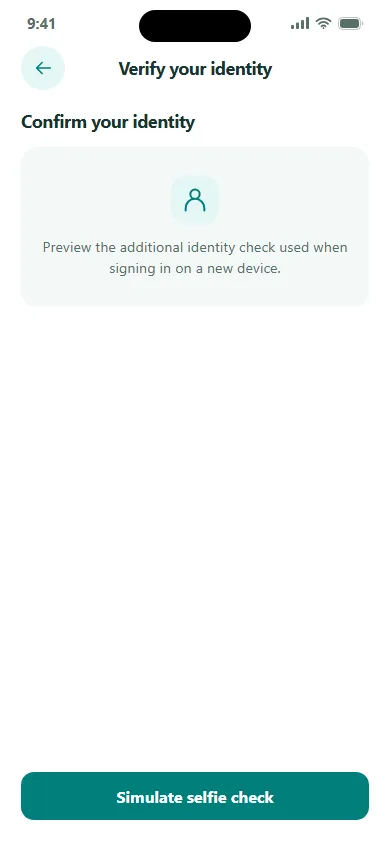 9:41
Verify your identity
Confirm your identity
Preview the additional identity check used when
signing in on a new device.
Simulate selfie check